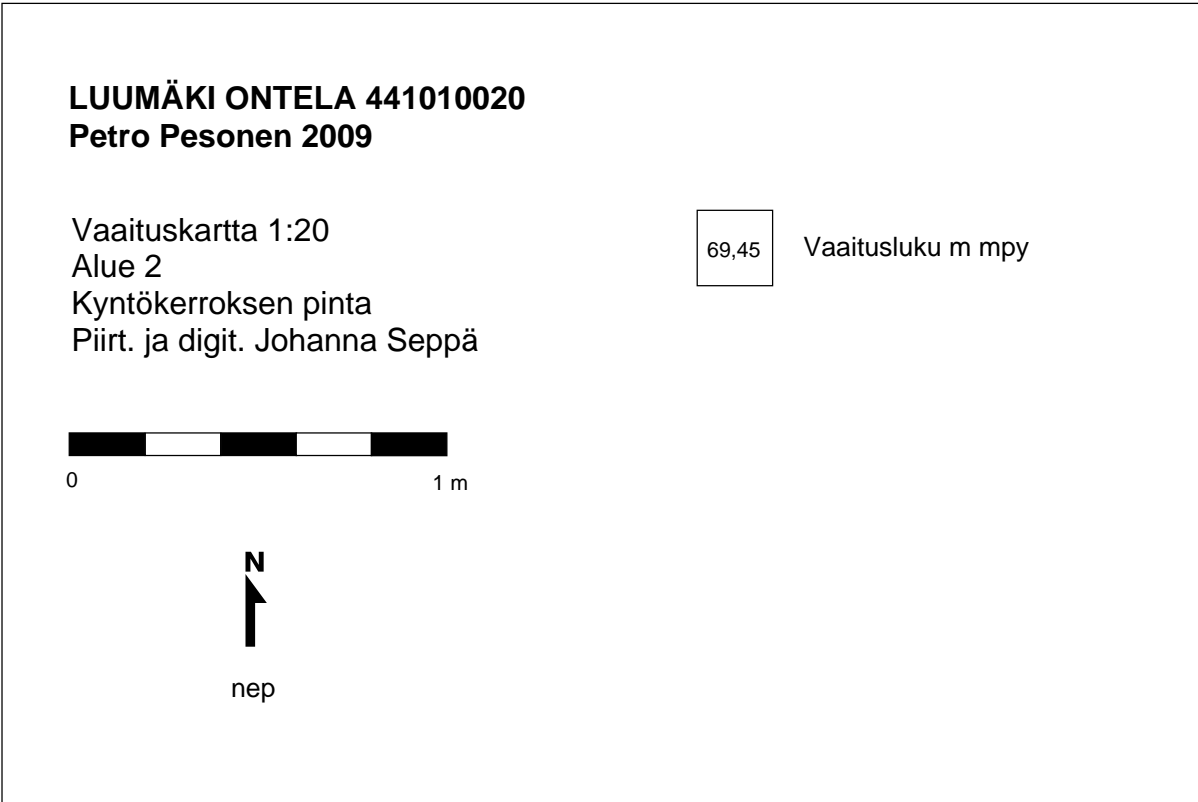 LUUMÄKI ONTELA 441010020
Petro Pesonen 2009
Vaaituskartta 1:20
Alue 2
Kyntökerroksen pinta
Piirt. ja digit. Johanna Seppä
69,45 Vaaitusluku m mpy
0 1 m
N
nep